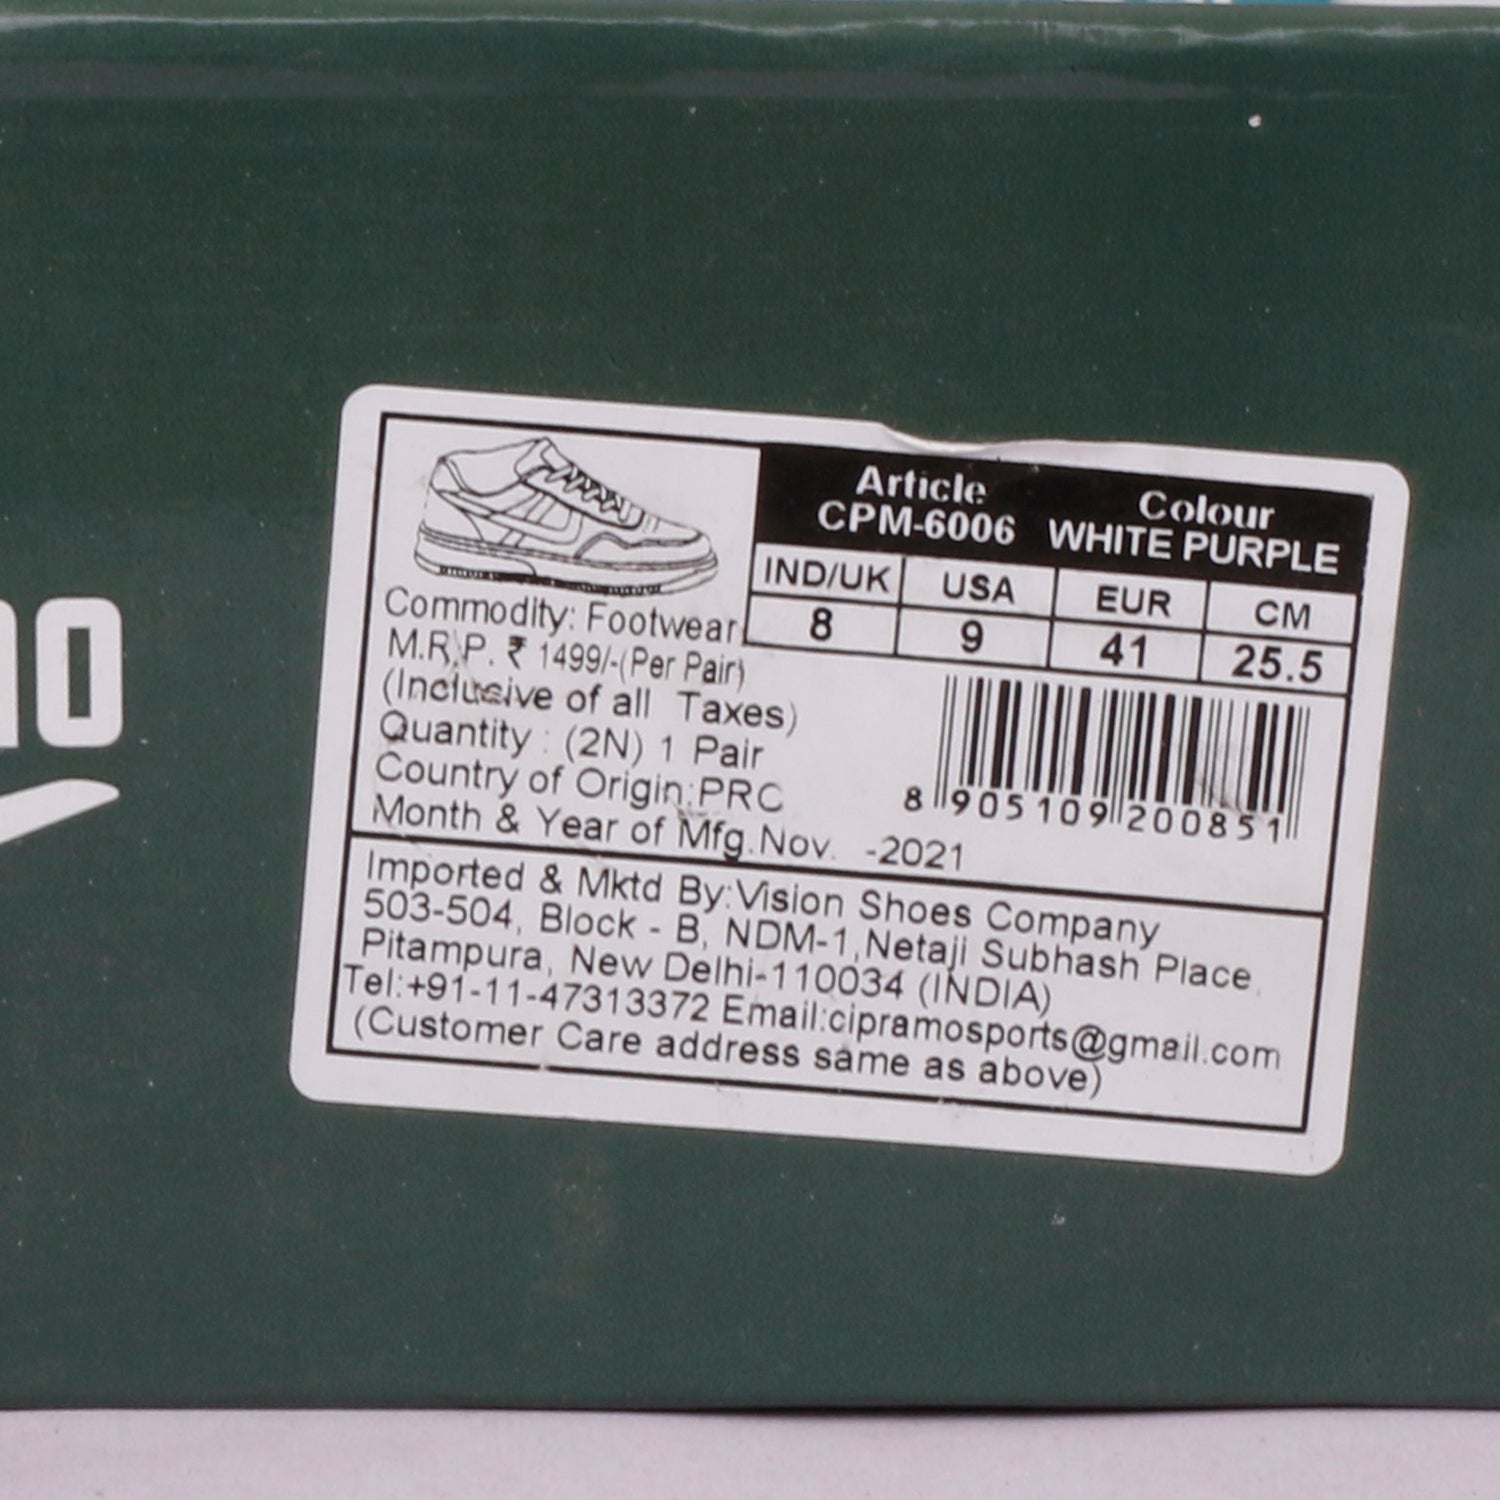 Article Colour
CPM-6006 WHITE PURPLE
IND/UK USA EUR CM
8 9 41 25.5
Commodity: Footwear
M.R.P. ₹ 1499/-(Per Pair)
(Inclusive of all Taxes)
Quantity : (2N) 1 Pair
Country of Origin:PRC
Month & Year of Mfg.Nov. -2021
8 905109 200851
Imported & Mktd By:Vision Shoes Company
503-504, Block - B, NDM-1,Netaji Subhash Place,
Pitampura, New Delhi-110034 (INDIA)
Tel:+91-11-47313372 Email:cipramosports@gmail.com
(Customer Care address same as above)